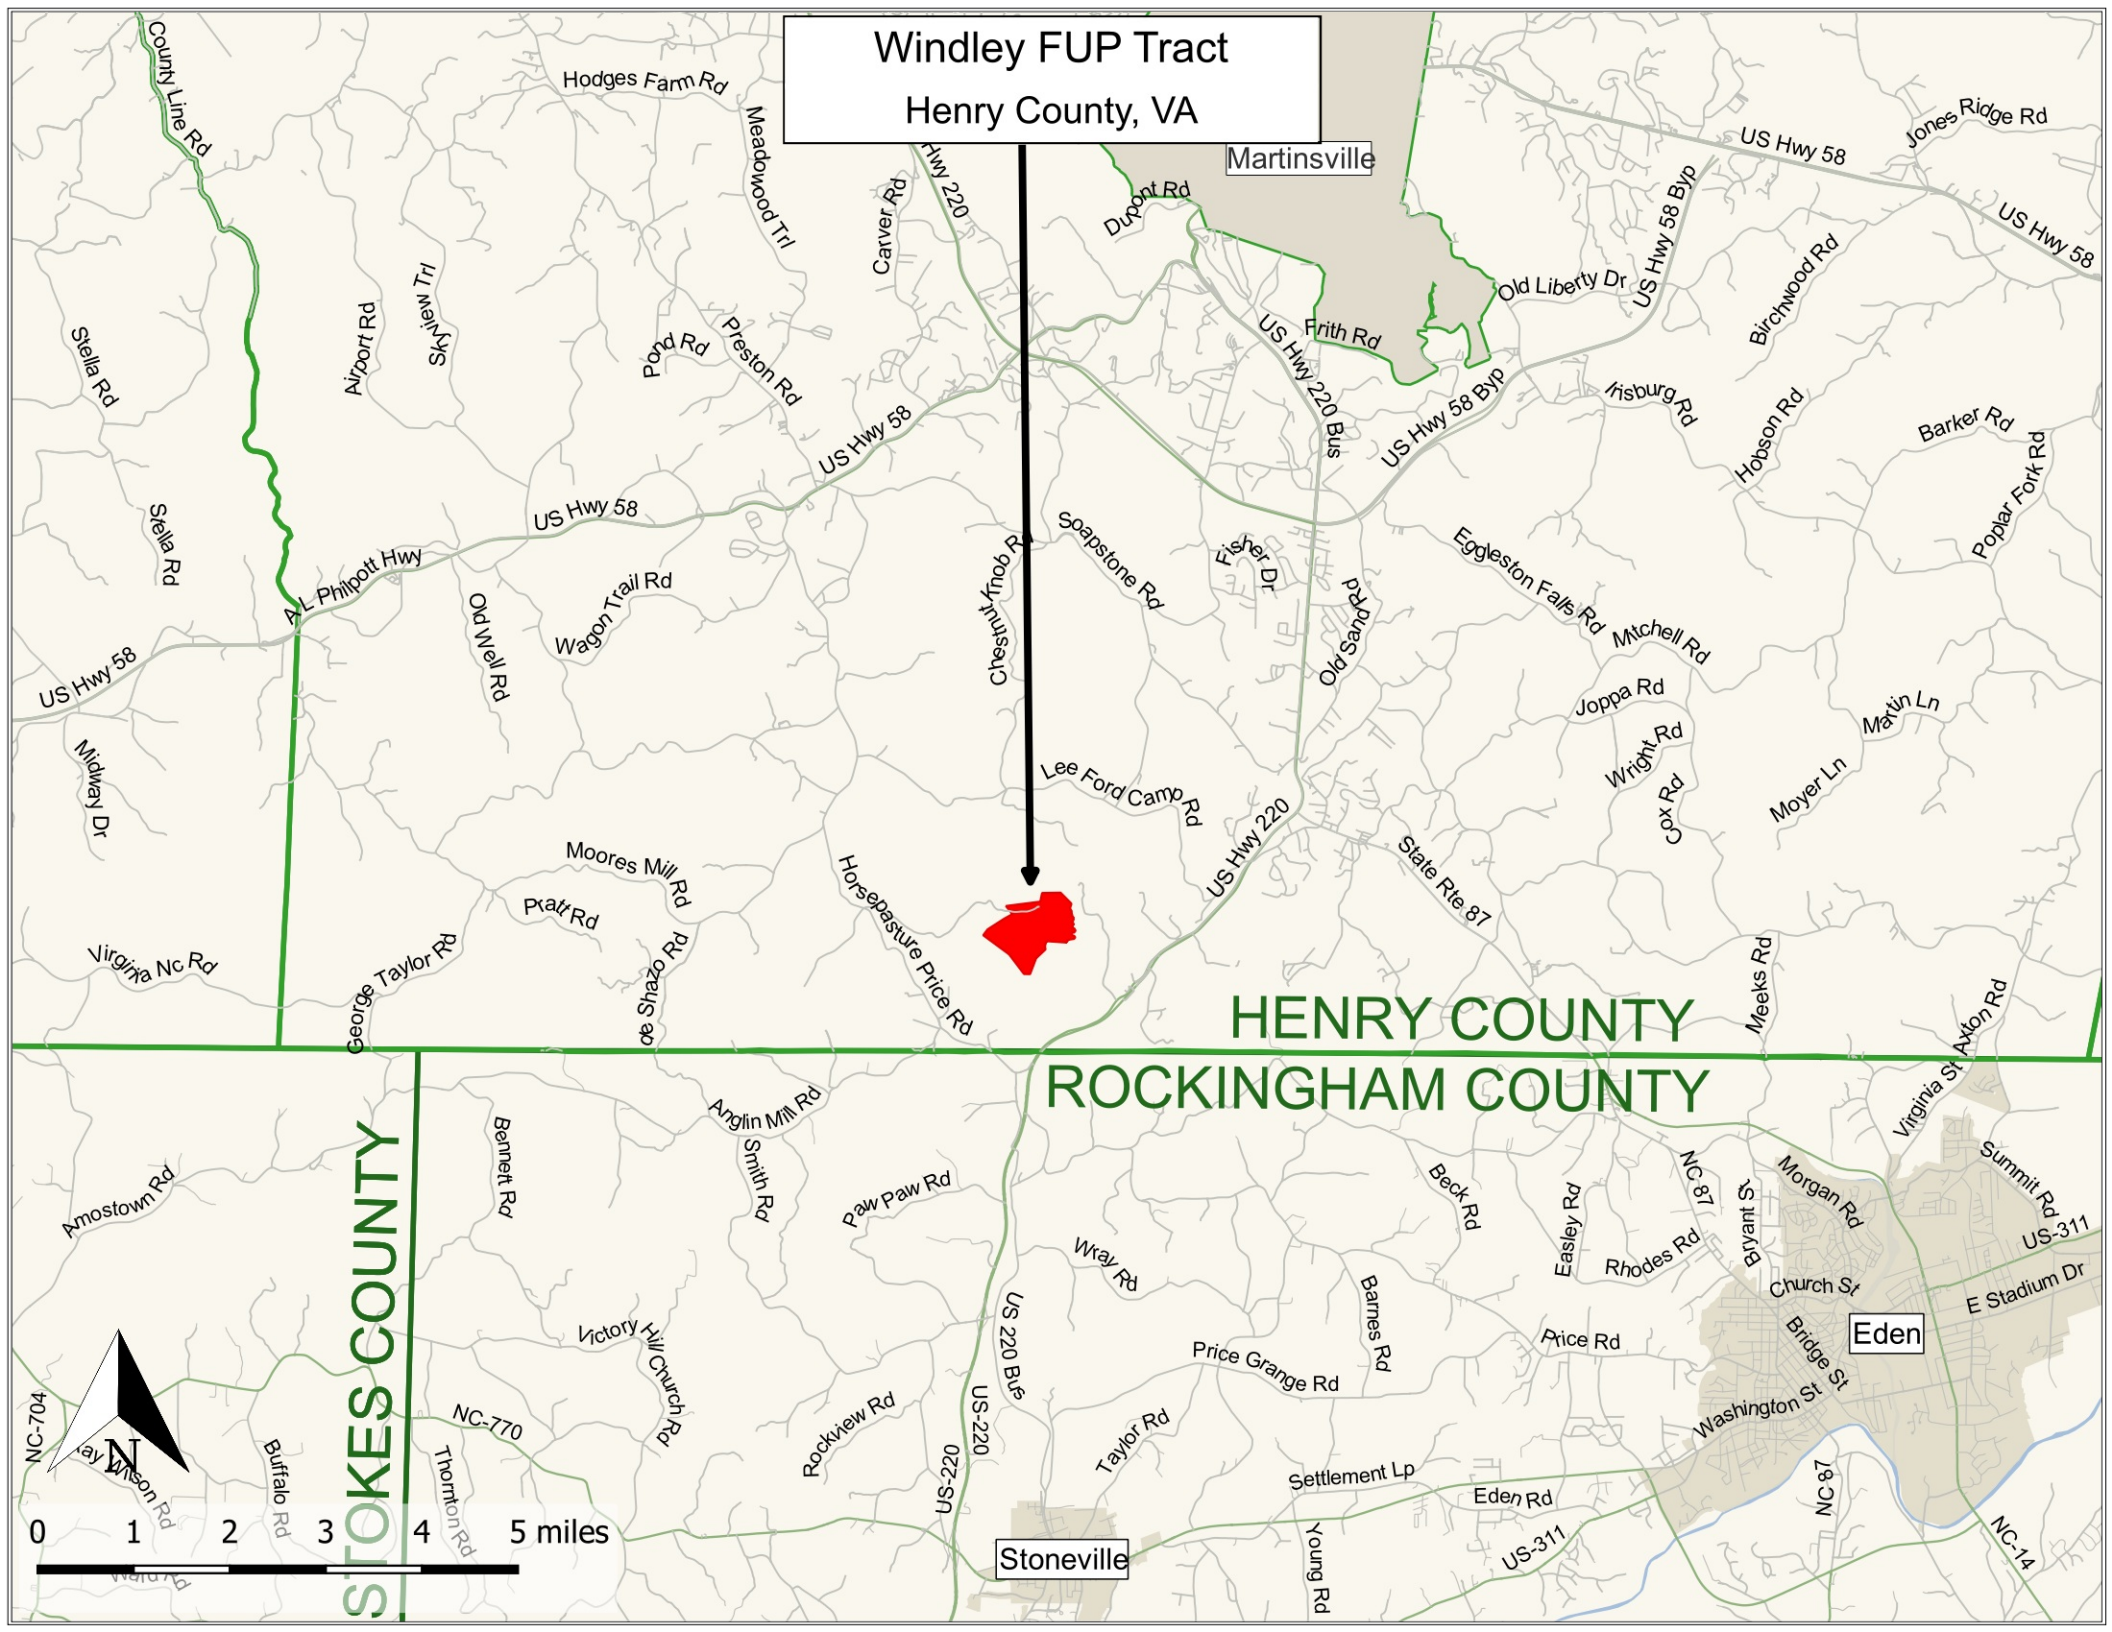 Windley FUP Tract
Henry County, VA
County Line Rd
Hodges Farm Rd
Meadowood Trl
Carver Rd
Hwy 220
Martinsville
Dupont Rd
US Hwy 58
Jones Ridge Rd
US Hwy 58
US Hwy 58 Byp
Birchwood Rd
Old Liberty Dr
Frith Rd
US Hwy 220 Bus
US Hwy 58 Byp
Irisburg Rd
Hobson Rd
Barker Rd
Poplar Fork Rd
Stella Rd
Airport Rd
Skyview Trl
Pond Rd
Preston Rd
US Hwy 58
US Hwy 58
Stella Rd
A L Philpott Hwy
Old Well Rd
Wagon Trail Rd
Chestnut Knob Rd
Soapstone Rd
Fisher Dr
Old Sand Rd
Eggleston Falls Rd
Mitchell Rd
Joppa Rd
Wright Rd
Cox Rd
Martin Ln
Moyer Ln
US Hwy 58
Midway Dr
Lee Ford Camp Rd
US Hwy 220
State Rte 87
Moores Mill Rd
Pratt Rd
Horsepasture Price Rd
Virginia Nc Rd
George Taylor Rd
de Shazo Rd
Meeks Rd
Axton Rd
HENRY COUNTY
ROCKINGHAM COUNTY
STOKES COUNTY
Virginia St
Anglin Mill Rd
Bennett Rd
Smith Rd
Paw Paw Rd
Amostown Rd
Beck Rd
Easley Rd
Rhodes Rd
NC 87
Bryant St
Morgan Rd
Summit Rd
US-311
E Stadium Dr
Church St
Eden
Bridge St
Washington St
Wray Rd
US 220 Bus
Barnes Rd
Price Rd
Price Grange Rd
Victory Hill Church Rd
Rockview Rd
US-220
US-220
Taylor Rd
Settlement Lp
Eden Rd
US-311
Young Rd
NC 87
NC-14
Stoneville
NC-704
NC-770
Thornton Rd
Buffalo Rd
Wilson Rd
N
0 1 2 3 4 5 miles
Ward Rd